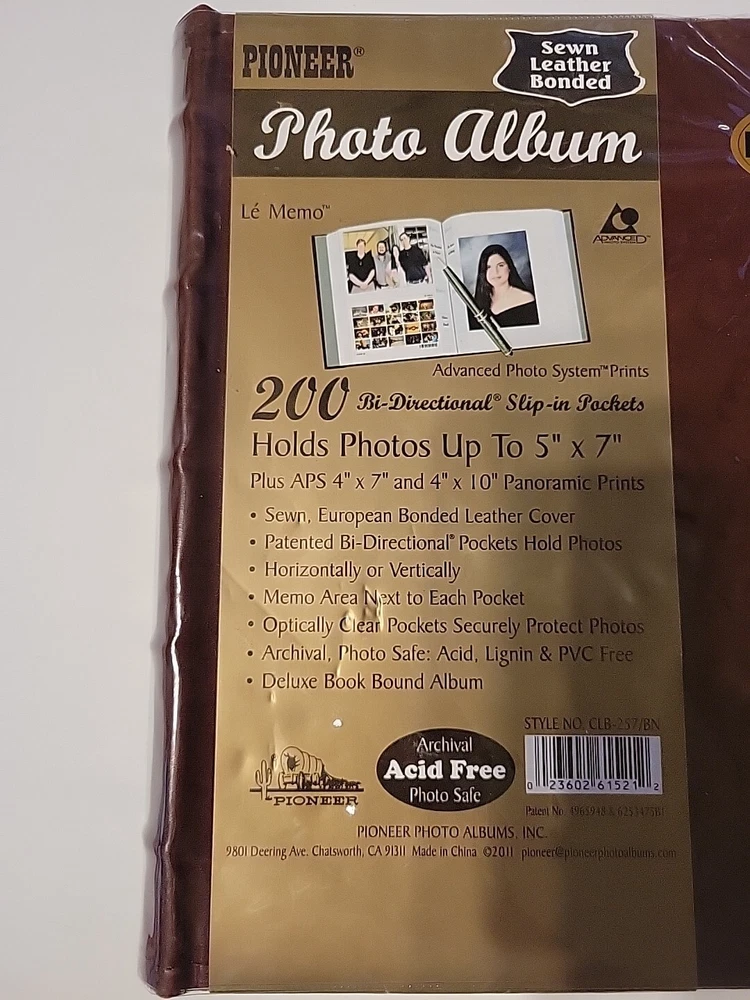 PIONEER®
Sewn
Leather
Bonded
Photo Album
Lé Memo™
ADVANCED™
Advanced Photo System™ Prints
200 Bi-Directional® Slip-in Pockets
Holds Photos Up To 5" x 7"
Plus APS 4" x 7" and 4" x 10" Panoramic Prints
• Sewn, European Bonded Leather Cover
• Patented Bi-Directional® Pockets Hold Photos
• Horizontally or Vertically
• Memo Area Next to Each Pocket
• Optically Clear Pockets Securely Protect Photos
• Archival, Photo Safe: Acid, Lignin & PVC Free
• Deluxe Book Bound Album
STYLE NO. CLB-257/BN
Archival
Acid Free
Photo Safe
PIONEER
0 23602 61521 2
Patent No. 4965948 & 6253475B1
PIONEER PHOTO ALBUMS, INC.
9801 Deering Ave. Chatsworth, CA 91311 Made in China ©2011 pioneer@pioneerphotoalbums.com